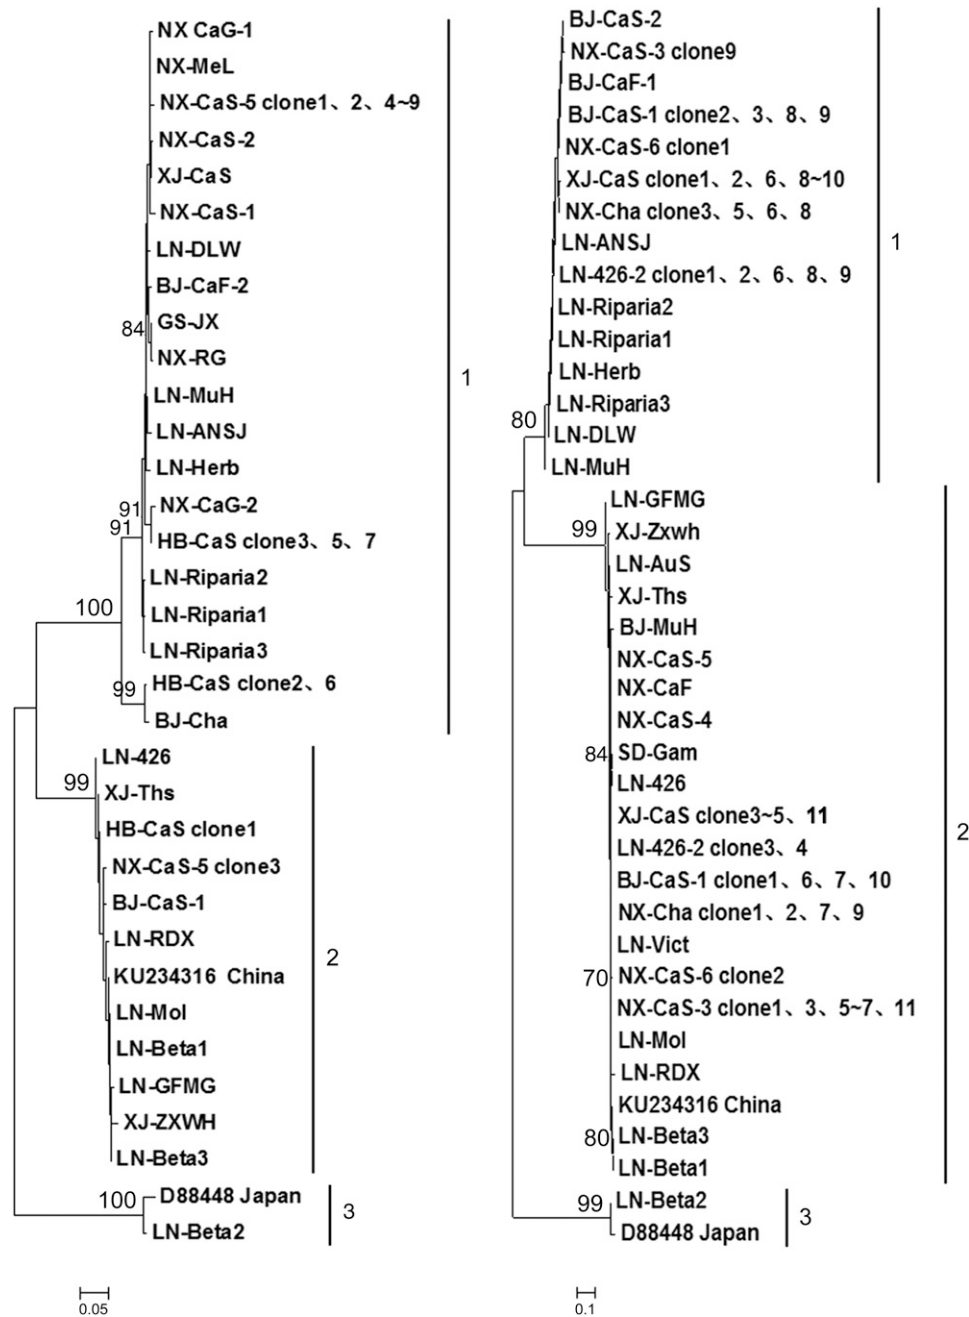 NX CaG-1
NX-MeL
NX-CaS-5 clone1、2、4~9
NX-CaS-2
XJ-CaS
NX-CaS-1
LN-DLW
BJ-CaF-2
GS-JX
84
NX-RG
LN-MuH
1
LN-ANSJ
LN-Herb
NX-CaG-2
91
91
HB-CaS clone3、5、7
LN-Riparia2
100
LN-Riparia1
LN-Riparia3
HB-CaS clone2、6
99
BJ-Cha
LN-426
99
XJ-Ths
HB-CaS clone1
NX-CaS-5 clone3
BJ-CaS-1
LN-RDX
2
KU234316 China
LN-Mol
LN-Beta1
LN-GFMG
XJ-ZXWH
LN-Beta3
D88448 Japan
100
3
LN-Beta2
0.05
BJ-CaS-2
NX-CaS-3 clone9
BJ-CaF-1
BJ-CaS-1 clone2、3、8、9
NX-CaS-6 clone1
XJ-CaS clone1、2、6、8~10
NX-Cha clone3、5、6、8
LN-ANSJ
1
LN-426-2 clone1、2、6、8、9
LN-Riparia2
LN-Riparia1
LN-Herb
LN-Riparia3
80
LN-DLW
LN-MuH
LN-GFMG
99
XJ-Zxwh
LN-AuS
XJ-Ths
BJ-MuH
NX-CaS-5
NX-CaF
NX-CaS-4
84
SD-Gam
LN-426
XJ-CaS clone3~5、11
2
LN-426-2 clone3、4
BJ-CaS-1 clone1、6、7、10
NX-Cha clone1、2、7、9
LN-Vict
70
NX-CaS-6 clone2
NX-CaS-3 clone1、3、5~7、11
LN-Mol
LN-RDX
KU234316 China
80
LN-Beta3
LN-Beta1
LN-Beta2
99
3
D88448 Japan
0.1